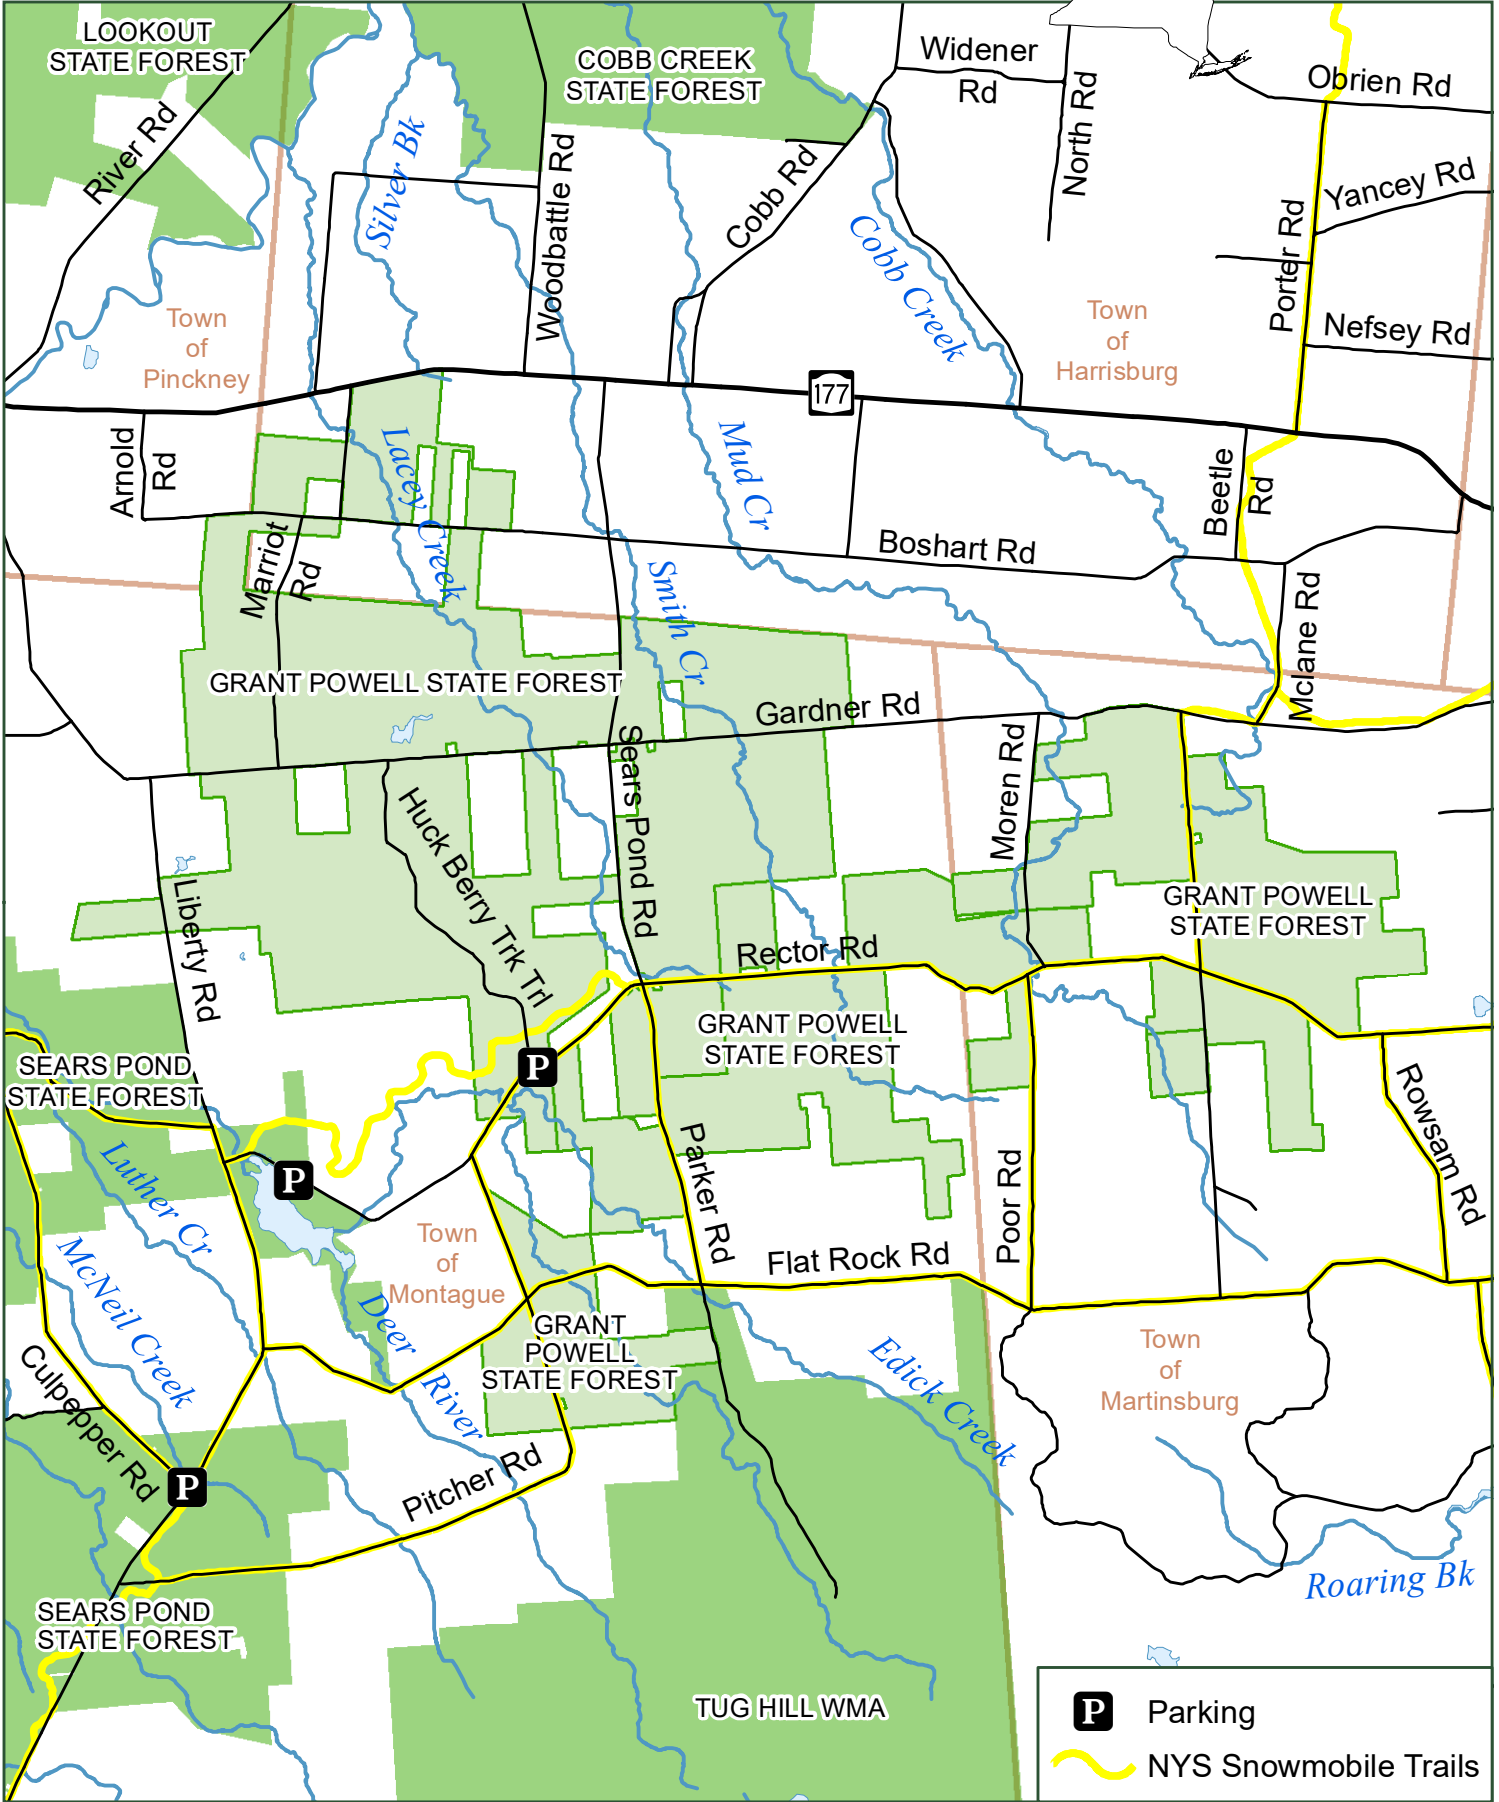 LOOKOUT
STATE FOREST
COBB CREEK
STATE FOREST
Widener
Rd
North Rd
Obrien Rd
River Rd
Silver Bk
Woodbattle Rd
Cobb Rd
Cobb Creek
Yancey Rd
Porter Rd
Nefsey Rd
Town
of
Pinckney
Town
of
Harrisburg
177
Arnold
Rd
Lacey Creek
Mud Cr
Beetle
Rd
Boshart Rd
Marriot
Rd
Smith Cr
Mclane Rd
GRANT POWELL STATE FOREST
Gardner Rd
Sears Pond Rd
Moren Rd
Huck Berry Trk Trl
Liberty Rd
GRANT POWELL
STATE FOREST
Rector Rd
GRANT POWELL
STATE FOREST
SEARS POND
STATE FOREST
P
P
Rowsam Rd
Luther Cr
Parker Rd
Poor Rd
McNeil Creek
Town
of
Montague
Flat Rock Rd
Deer
River
GRANT
POWELL
STATE FOREST
Edick Creek
Town
of
Martinsburg
Culpepper Rd
P
Pitcher Rd
Roaring Bk
SEARS POND
STATE FOREST
TUG HILL WMA
P Parking
NYS Snowmobile Trails